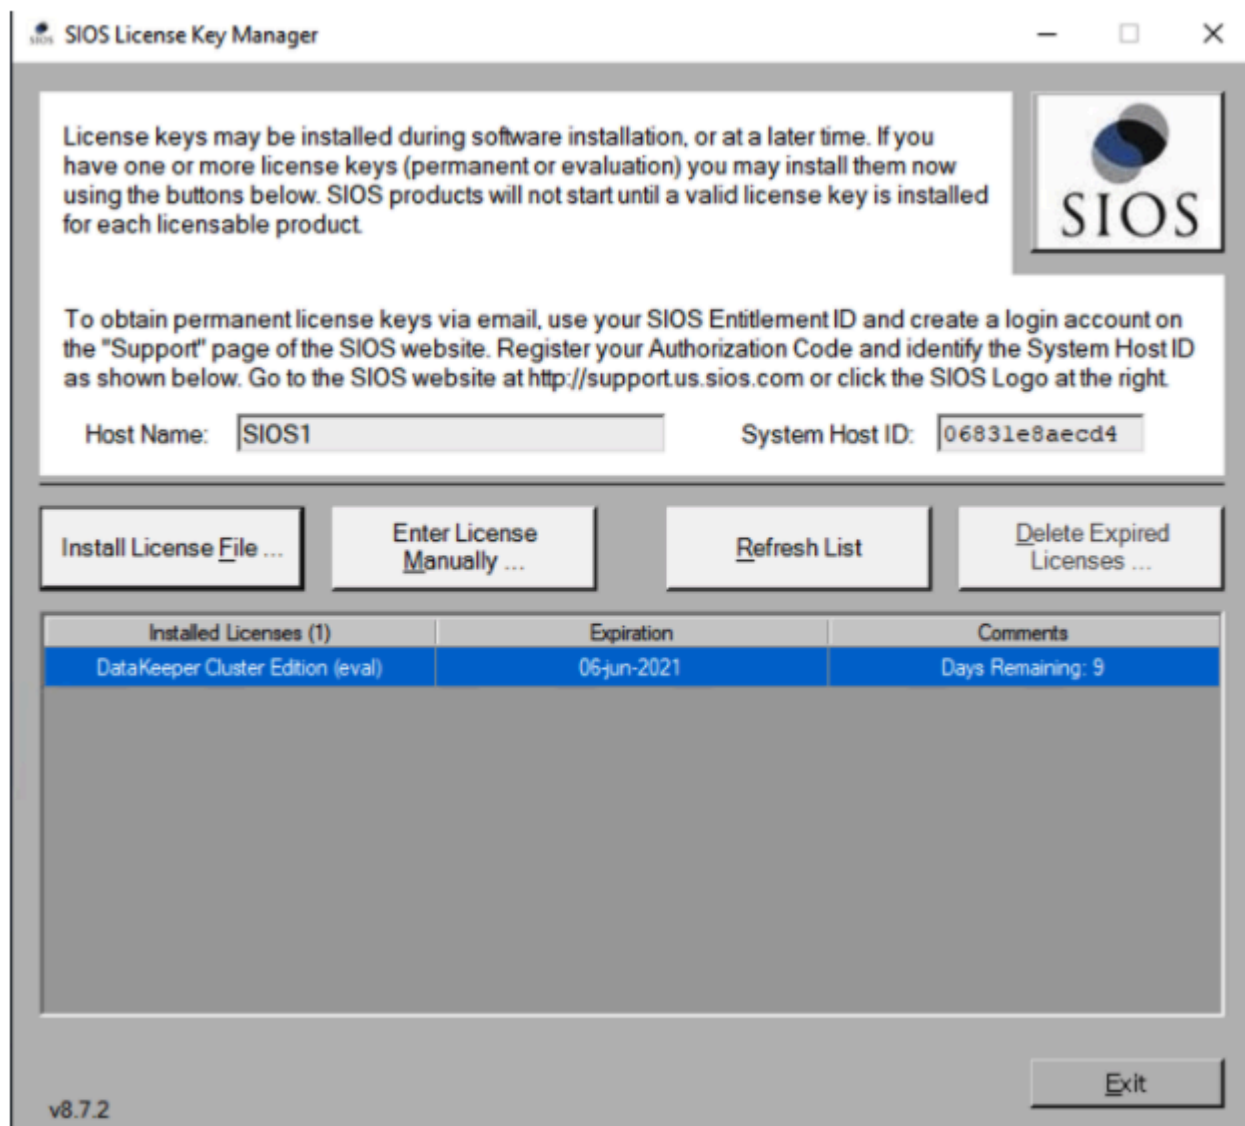 SIOS License Key Manager
License keys may be installed during software installation, or at a later time. If you
have one or more license keys (permanent or evaluation) you may install them now
using the buttons below. SIOS products will not start until a valid license key is installed
for each licensable product.
SIOS
To obtain permanent license keys via email, use your SIOS Entitlement ID and create a login account on
the "Support" page of the SIOS website. Register your Authorization Code and identify the System Host ID
as shown below. Go to the SIOS website at http://support.us.sios.com or click the SIOS Logo at the right.
Host Name: SIOS1 System Host ID: 06831e8aecd4
Install License File ...
Enter License
Manually ...
Refresh List
Delete Expired
Licenses ...
Installed Licenses (1) Expiration Comments
DataKeeper Cluster Edition (eval) 06-jun-2021 Days Remaining: 9
Exit
v8.7.2